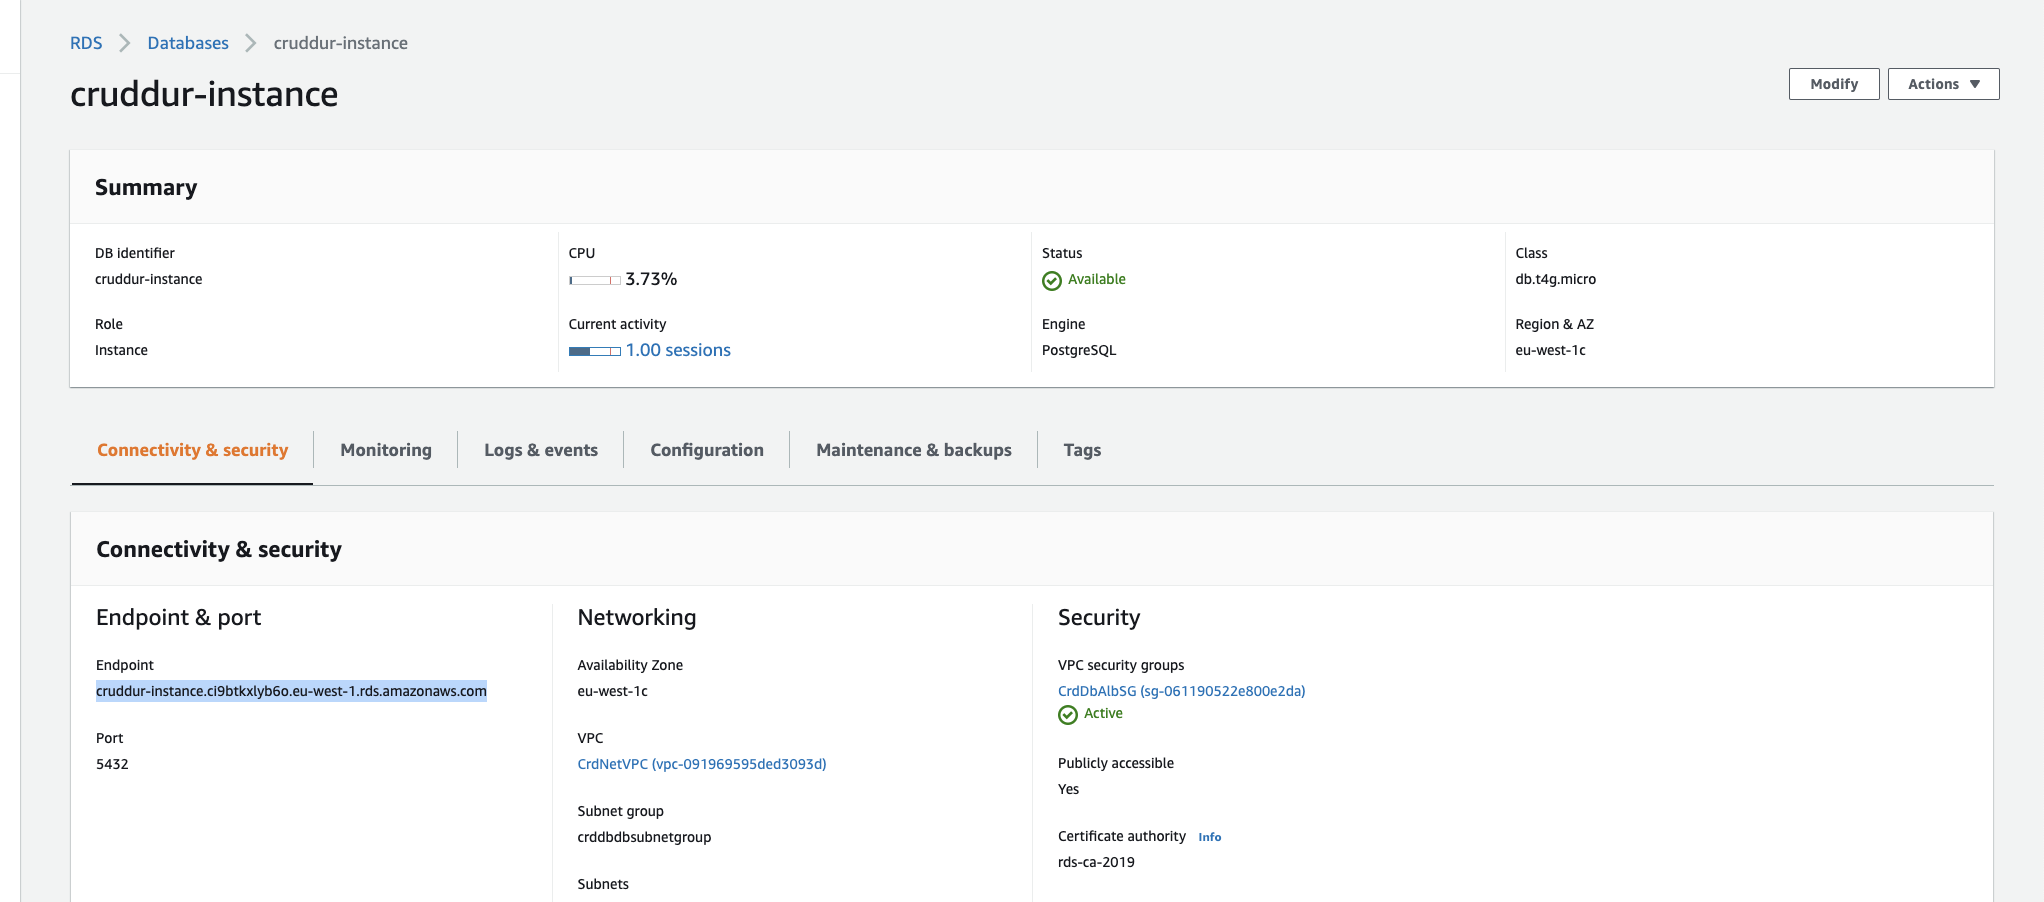 RDS > Databases > cruddur-instance
cruddur-instance
Modify
Actions ▼
Summary
DB identifier
cruddur-instance
CPU
3.73%
Status
Available
Class
db.t4g.micro
Role
Instance
Current activity
1.00 sessions
Engine
PostgreSQL
Region & AZ
eu-west-1c
Connectivity & security
Monitoring
Logs & events
Configuration
Maintenance & backups
Tags
Connectivity & security
Endpoint & port
Endpoint
cruddur-instance.ci9btkxlyb6o.eu-west-1.rds.amazonaws.com
Port
5432
Networking
Availability Zone
eu-west-1c
VPC
CrdNetVPC (vpc-091969595ded3093d)
Subnet group
crddbdbsubnetgroup
Subnets
Security
VPC security groups
CrdDbAlbSG (sg-061190522e800e2da)
Active
Publicly accessible
Yes
Certificate authority Info
rds-ca-2019